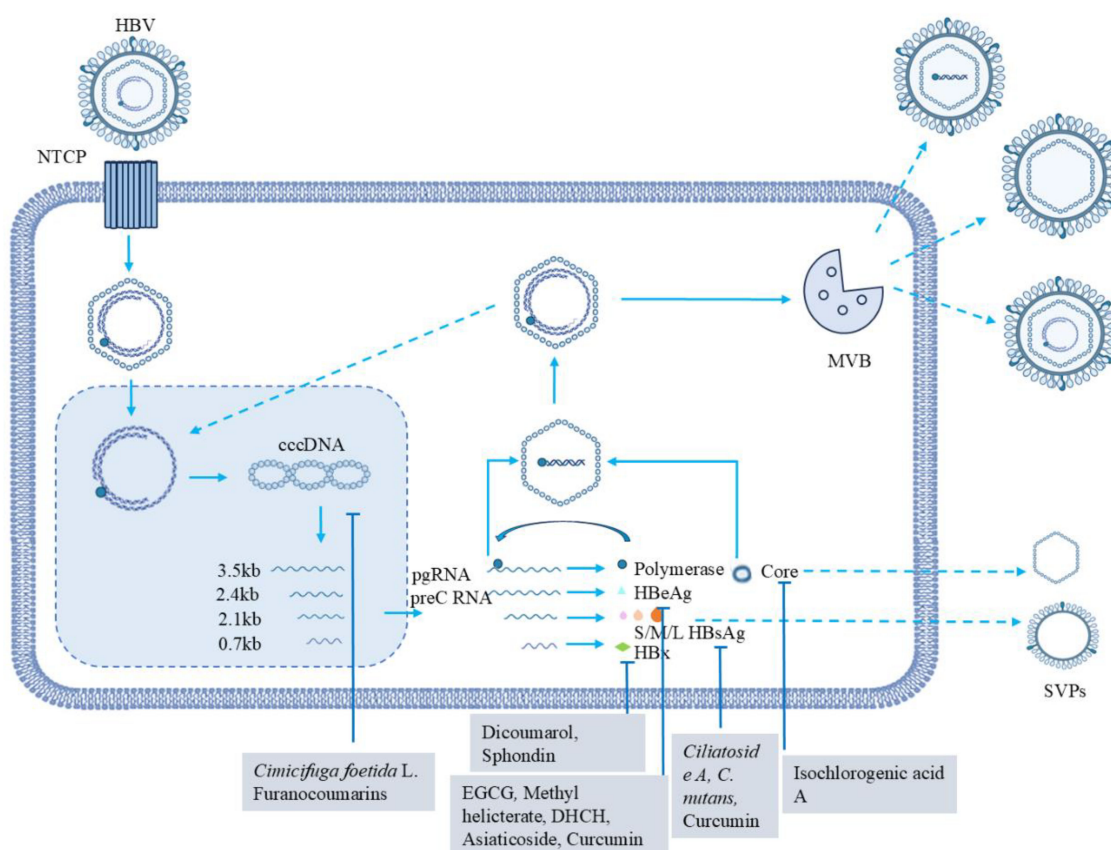 HBV
NTCP
MVB
cccDNA
3.5kb
2.4kb
2.1kb
0.7kb
pgRNA
preC RNA
Polymerase
HBeAg
S/M/L HBsAg
HBx
Core
SVPs
Cimicifuga foetida L.
Furanocoumarins
Dicoumarol,
Sphondin
EGCG, Methyl
helicterate, DHCH,
Asiaticoside, Curcumin
Ciliatosid
e A, C.
nutans,
Curcumin
Isochlorogenic acid
A